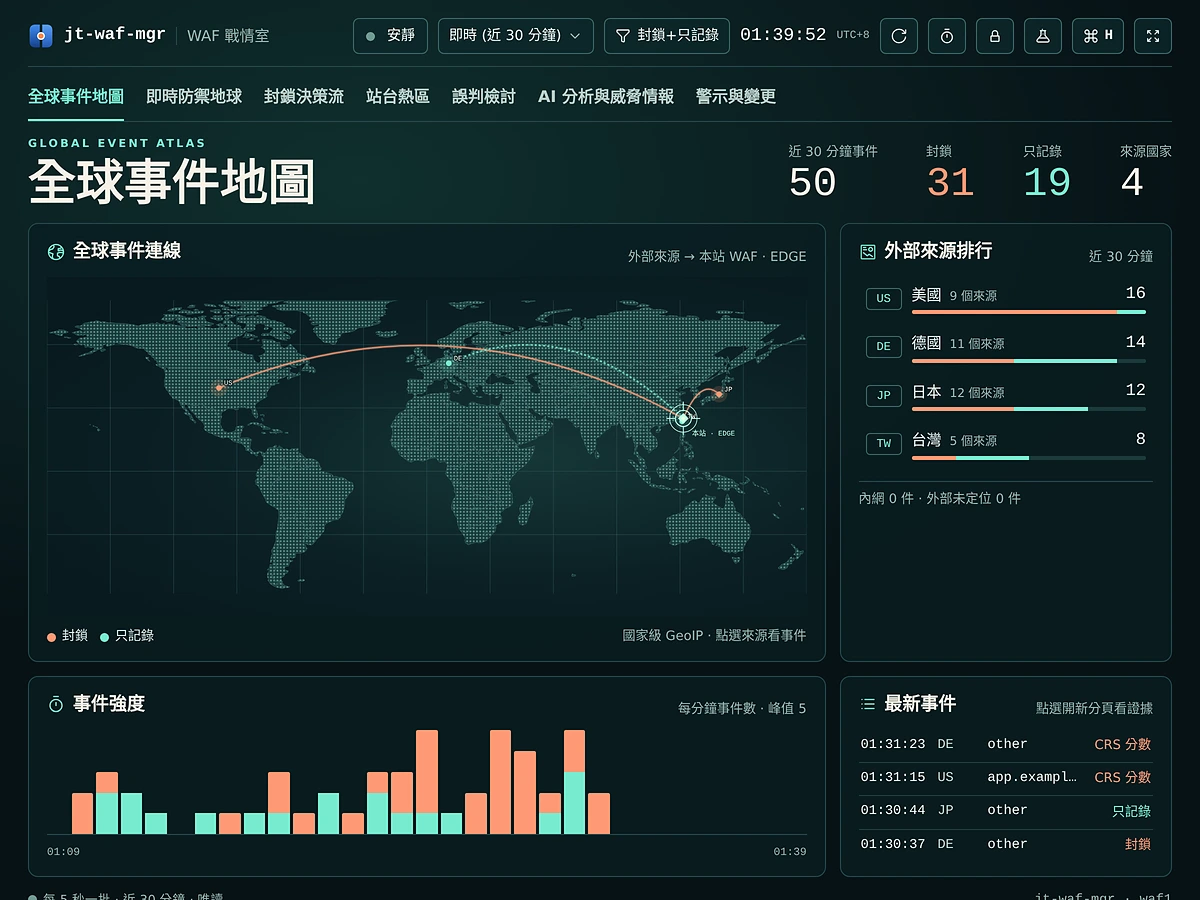 jt-waf-mgr WAF 戰情室 安靜 即時 (近 30 分鐘) 封鎖+只記錄 01:39:52 UTC+8 ⌘ H
全球事件地圖 即時防禦地球 封鎖決策流 站台熱區 誤判檢討 AI 分析與威脅情報 警示與變更
GLOBAL EVENT ATLAS
全球事件地圖
近 30 分鐘事件 封鎖 只記錄 來源國家
50 31 19 4
全球事件連線
外部來源 → 本站 WAF · EDGE
US
DE
JP
本站 · EDGE
封鎖 只記錄
國家級 GeoIP · 點選來源看事件
外部來源排行 近 30 分鐘
US 美國 9 個來源 16
DE 德國 11 個來源 14
JP 日本 12 個來源 12
TW 台灣 5 個來源 8
內網 0 件 · 外部未定位 0 件
事件強度
每分鐘事件數 · 峰值 5
01:09 01:39
最新事件 點選開新分頁看證據
01:31:23 DE other CRS 分數
01:31:15 US app.exampl… CRS 分數
01:30:44 JP other 只記錄
01:30:37 DE other 封鎖
每 5 秒一批 · 近 30 分鐘 · 唯讀
jt-waf-mgr · waf1